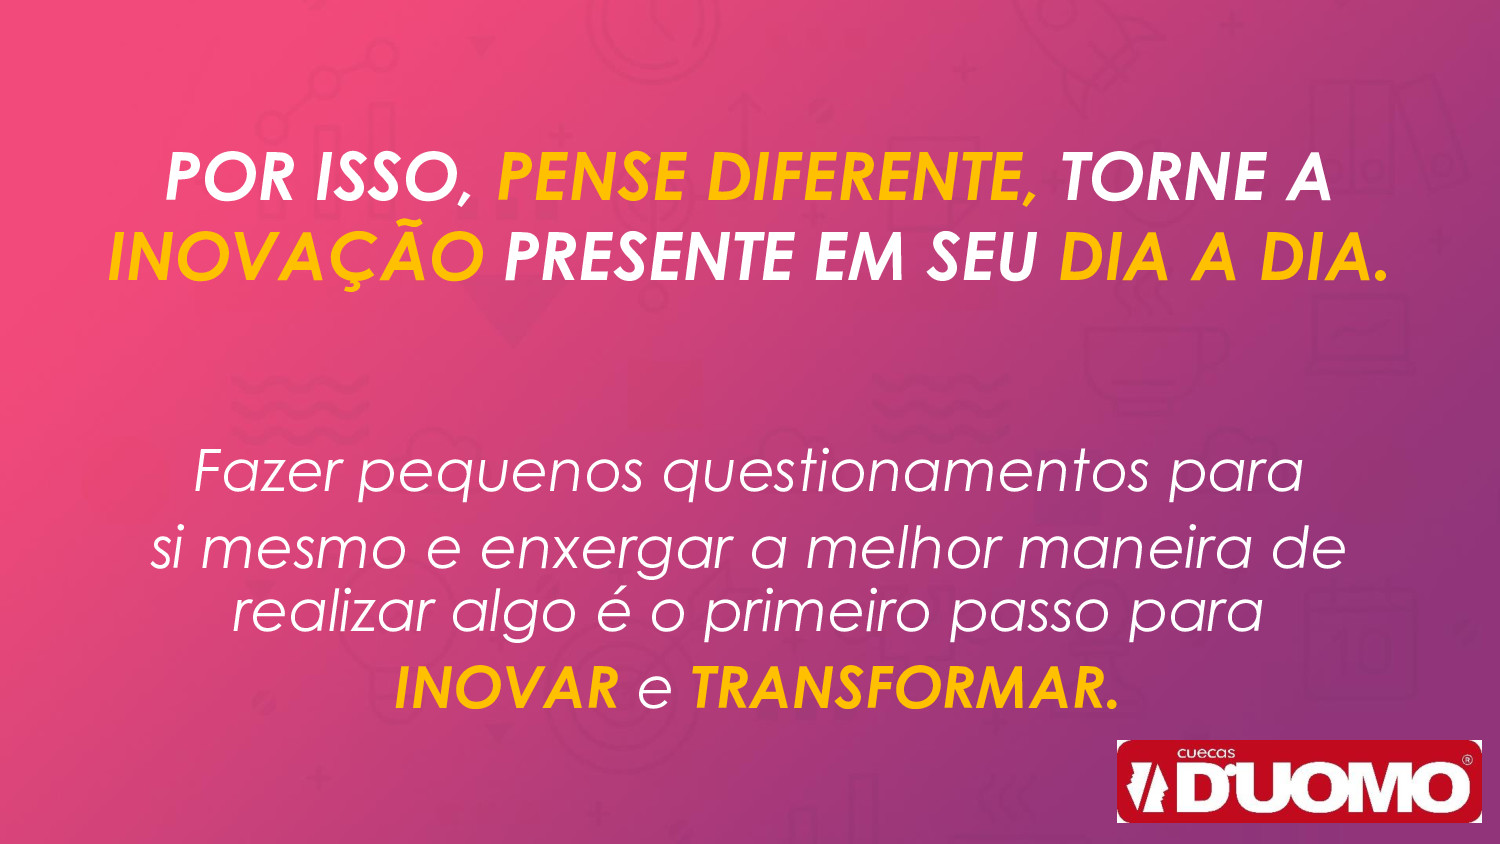 POR ISSO, PENSE DIFERENTE, TORNE A
INOVAÇÃO PRESENTE EM SEU DIA A DIA.
Fazer pequenos questionamentos para
si mesmo e enxergar a melhor maneira de
realizar algo é o primeiro passo para
INOVAR e TRANSFORMAR.
cuecas
D'UOMO®
10